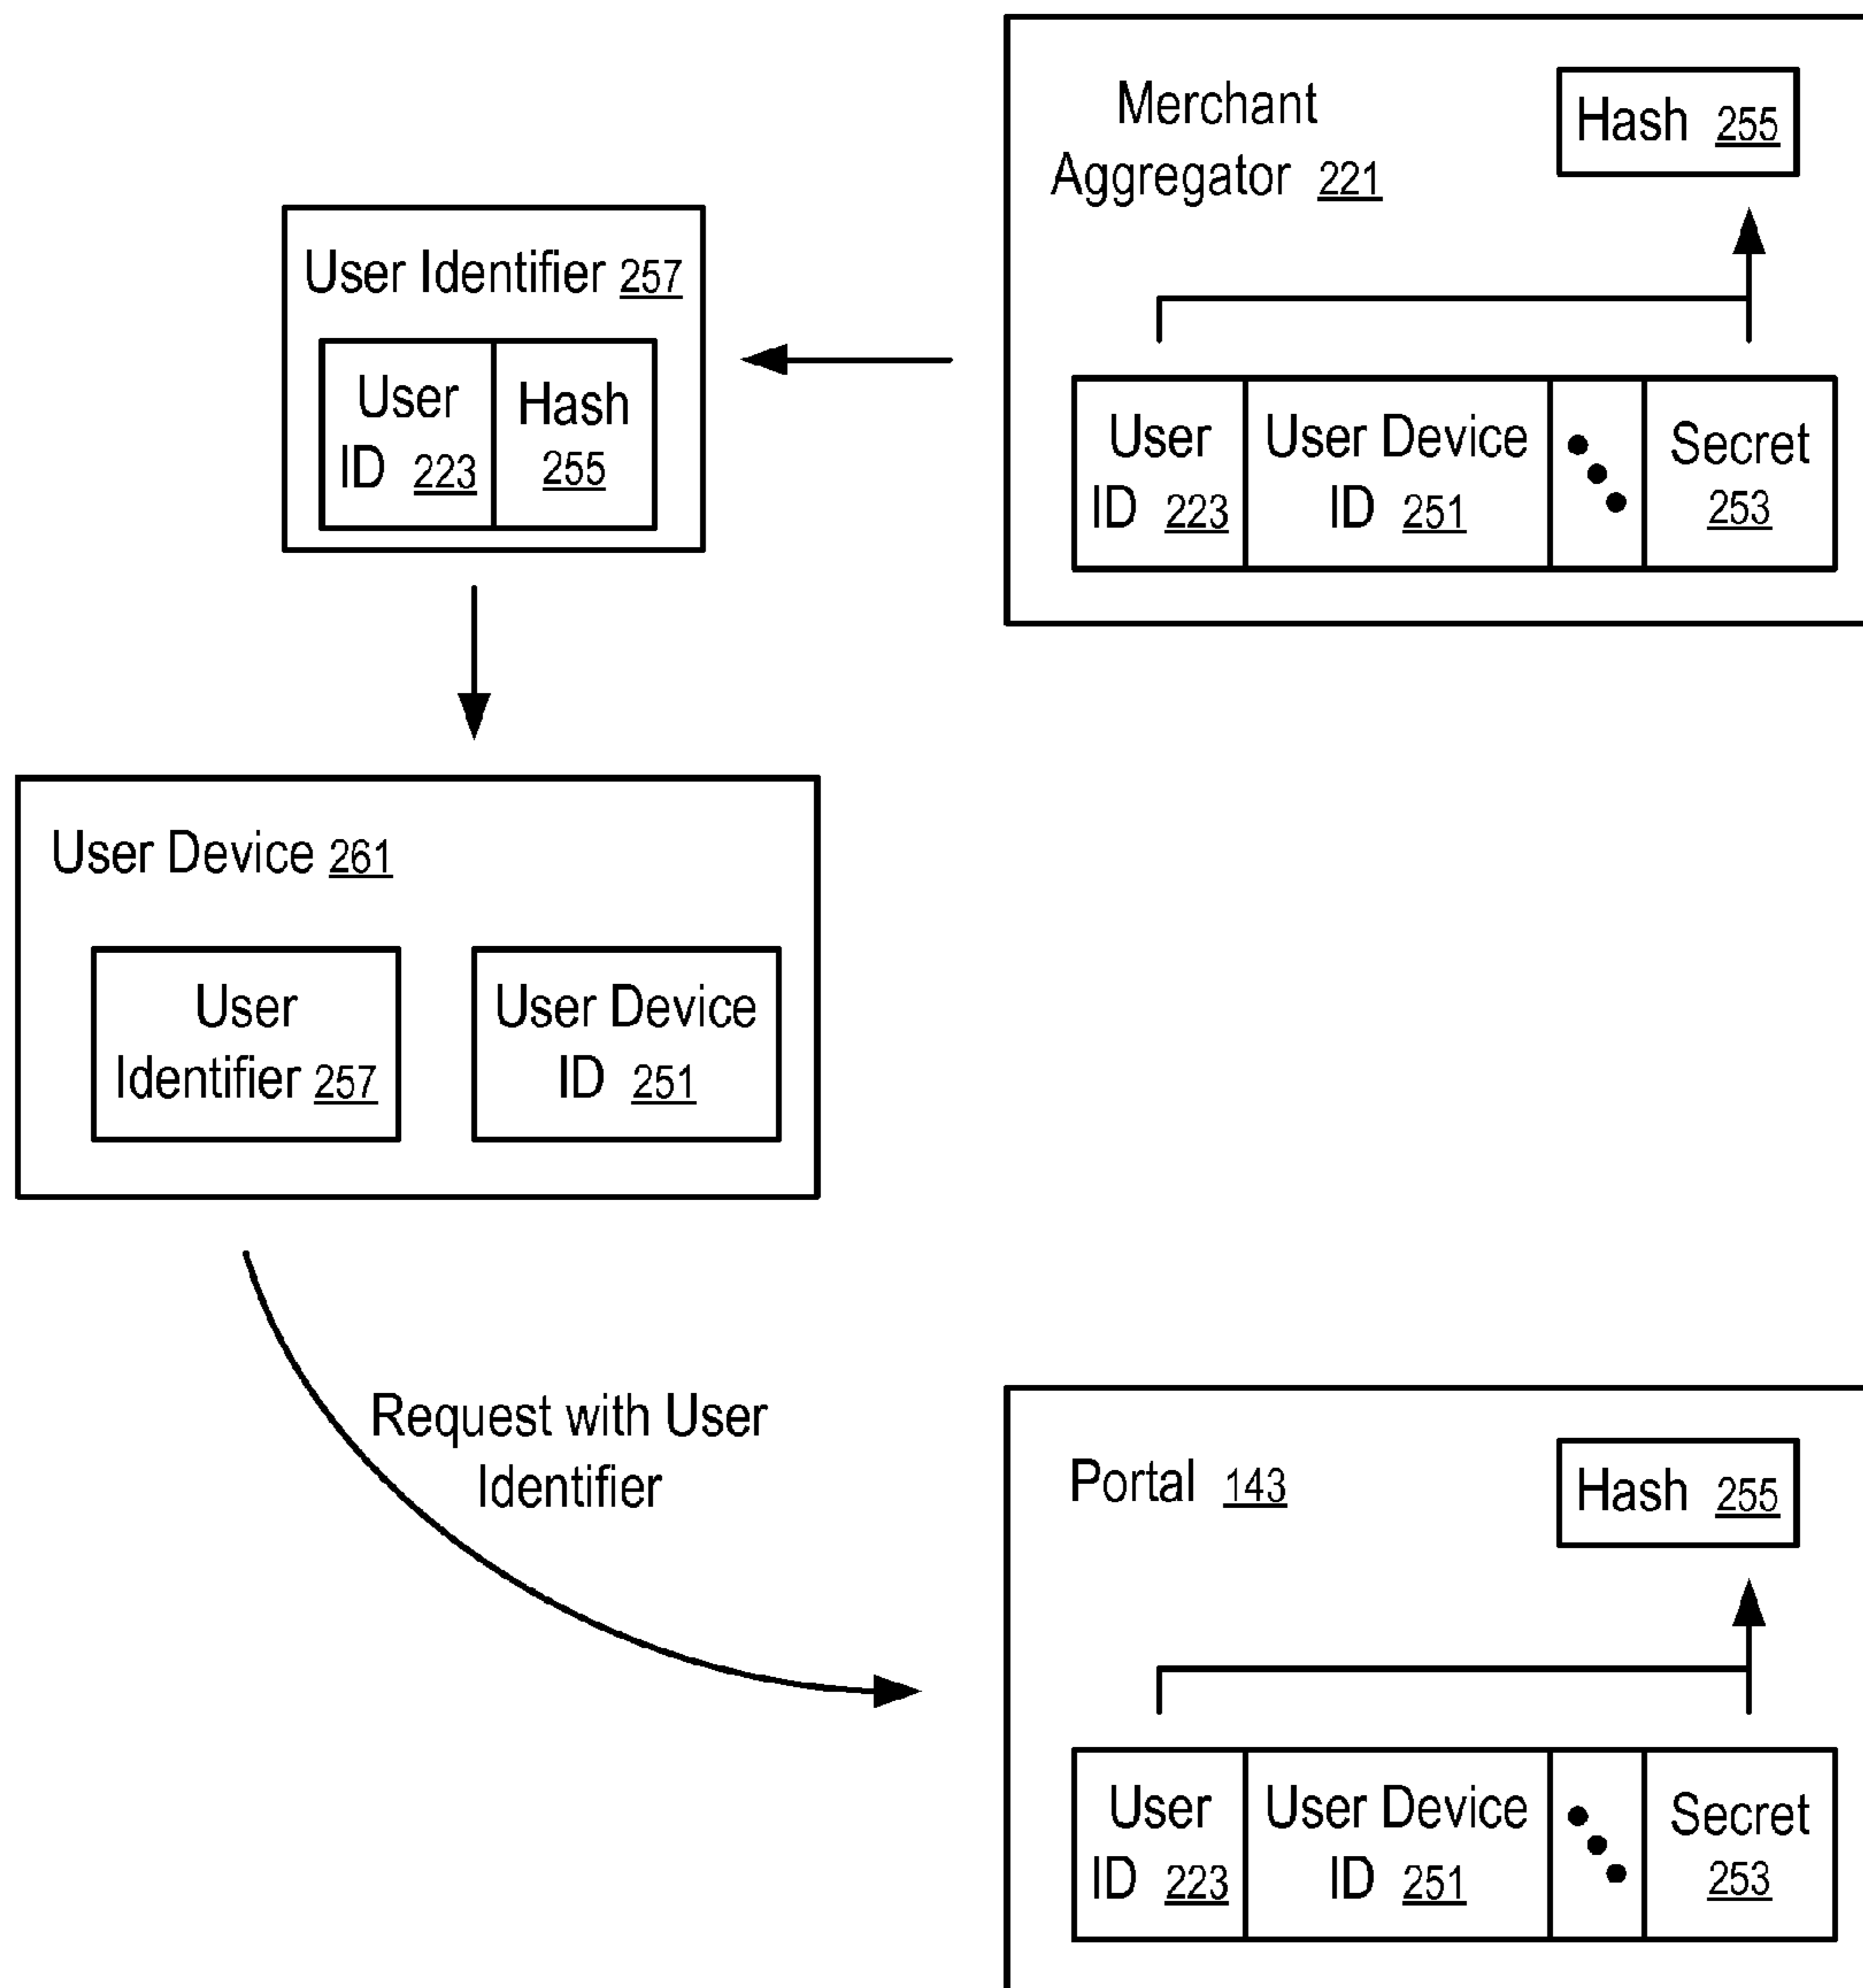 Merchant
Aggregator 221
Hash 255
User ID 223
User Device ID 251
Secret 253
User Identifier 257
User ID 223
Hash 255
User Device 261
User
Identifier 257
User Device
ID 251
Request with User
Identifier
Portal 143
Hash 255
User
ID 223
User Device
ID 251
Secret
253